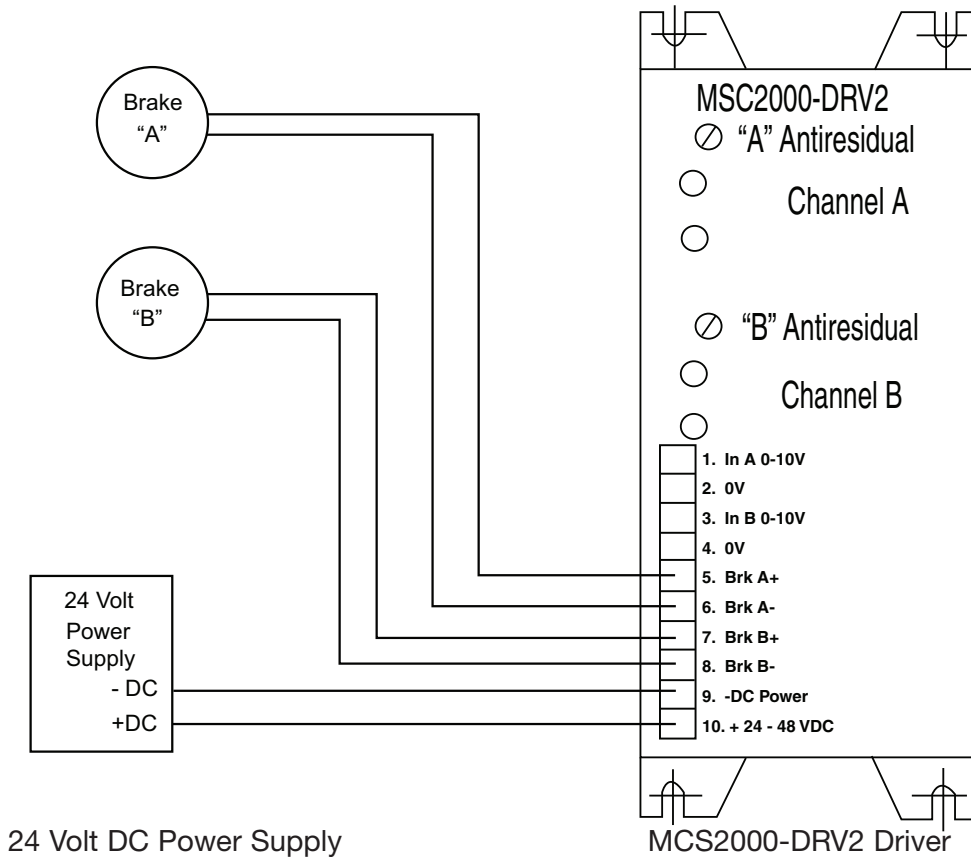 Brake
“A”
Brake
“B”
24 Volt
Power
Supply
- DC
+DC
24 Volt DC Power Supply
MSC2000-DRV2
“A” Antiresidual
Channel A
“B” Antiresidual
Channel B
1. In A 0-10V
2. 0V
3. In B 0-10V
4. 0V
5. Brk A+
6. Brk A-
7. Brk B+
8. Brk B-
9. -DC Power
10. + 24 - 48 VDC
MCS2000-DRV2 Driver